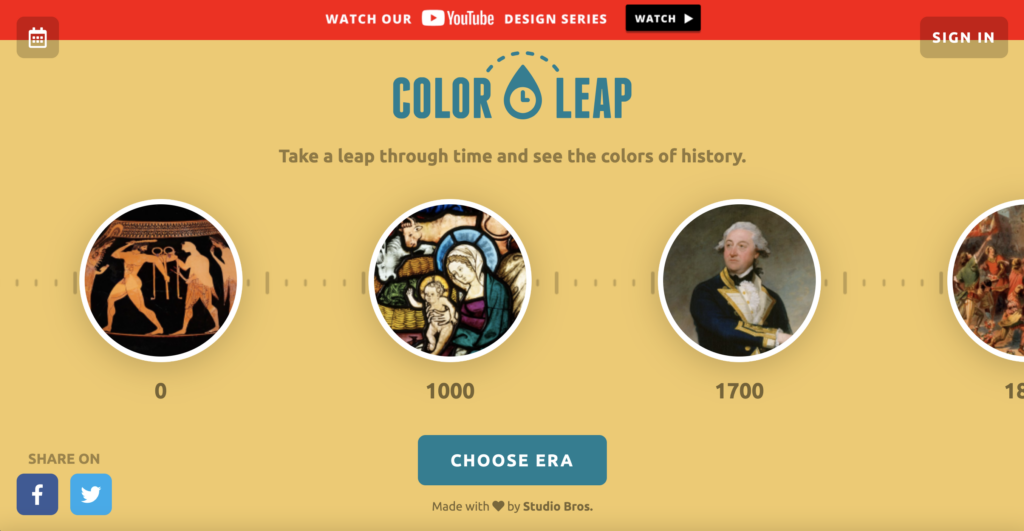 WATCH OUR YouTube DESIGN SERIES WATCH
SIGN IN
COLOR LEAP
Take a leap through time and see the colors of history.
0 1000 1700 18
SHARE ON
CHOOSE ERA
Made with by Studio Bros.